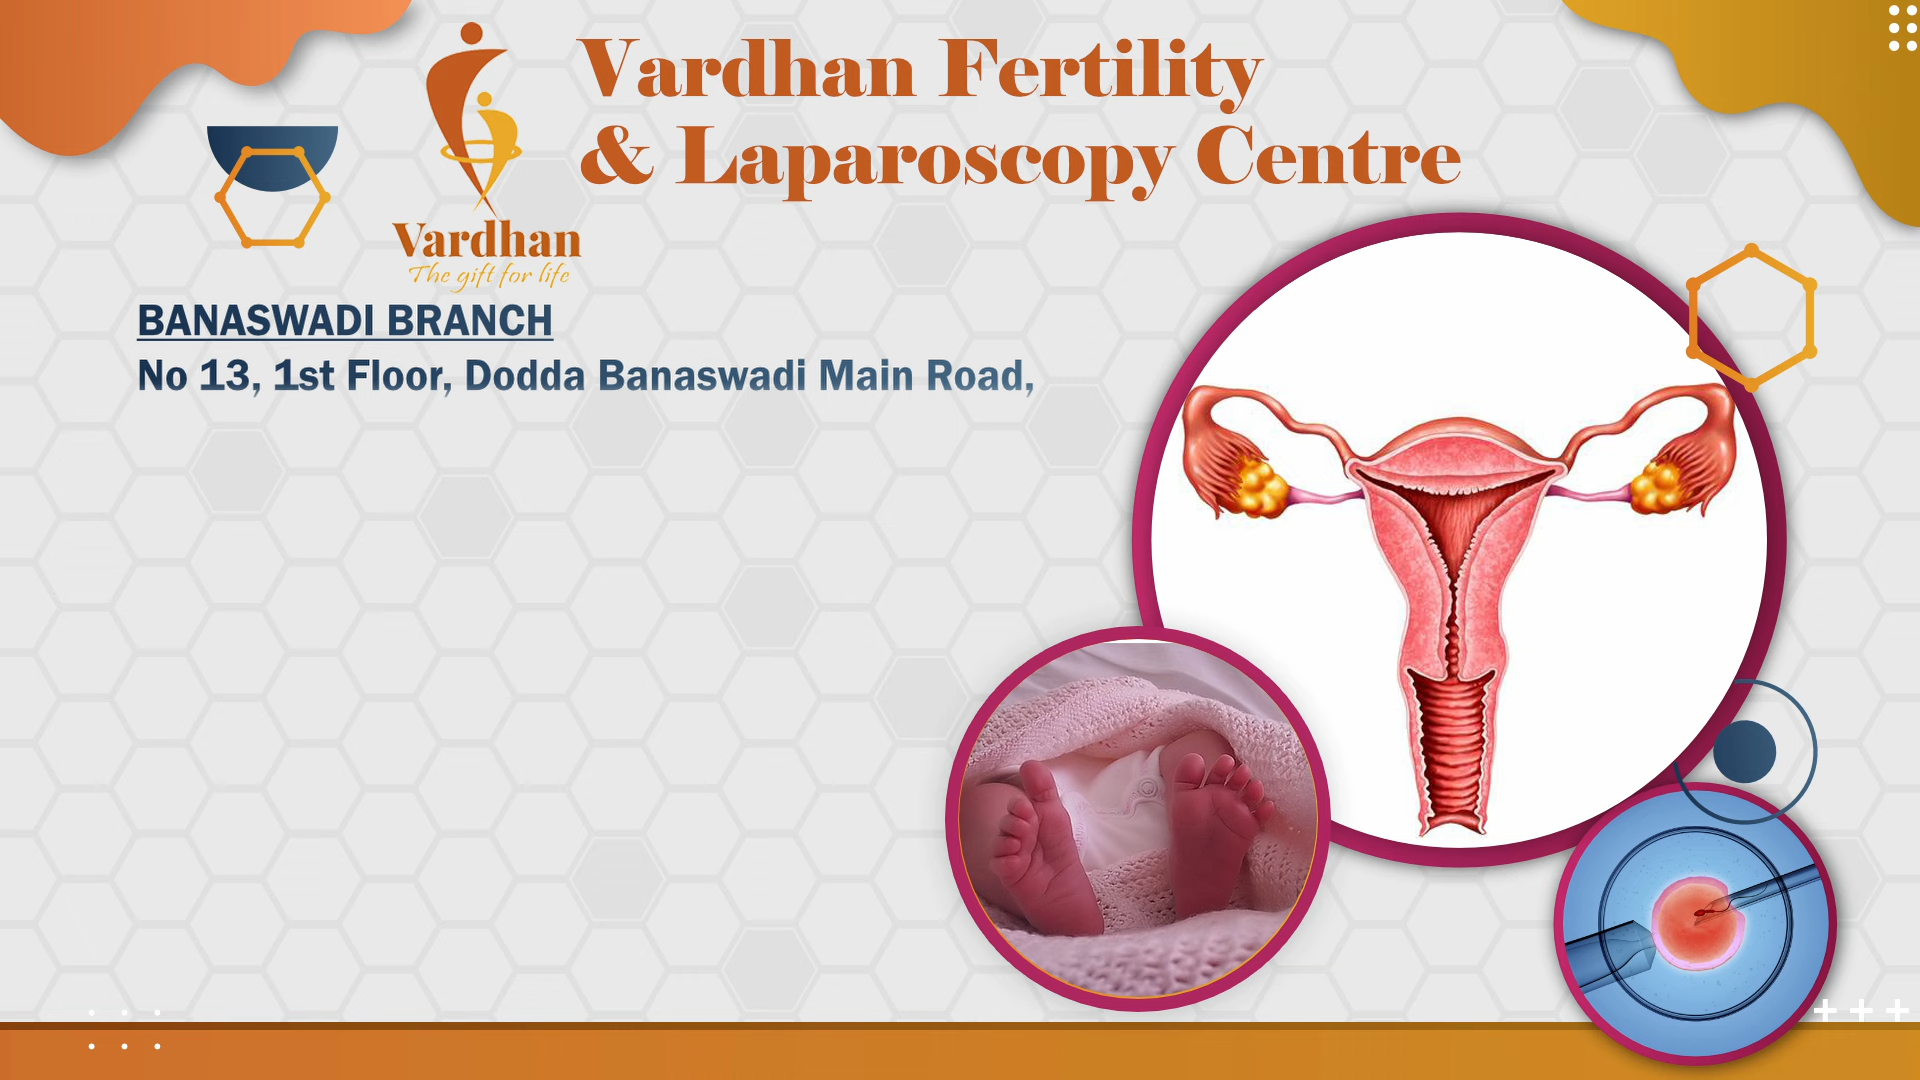 Vardhan Fertility
& Laparoscopy Centre
Vardhan
The gift for life
BANASWADI BRANCH
No 13, 1st Floor, Dodda Banaswadi Main Road,